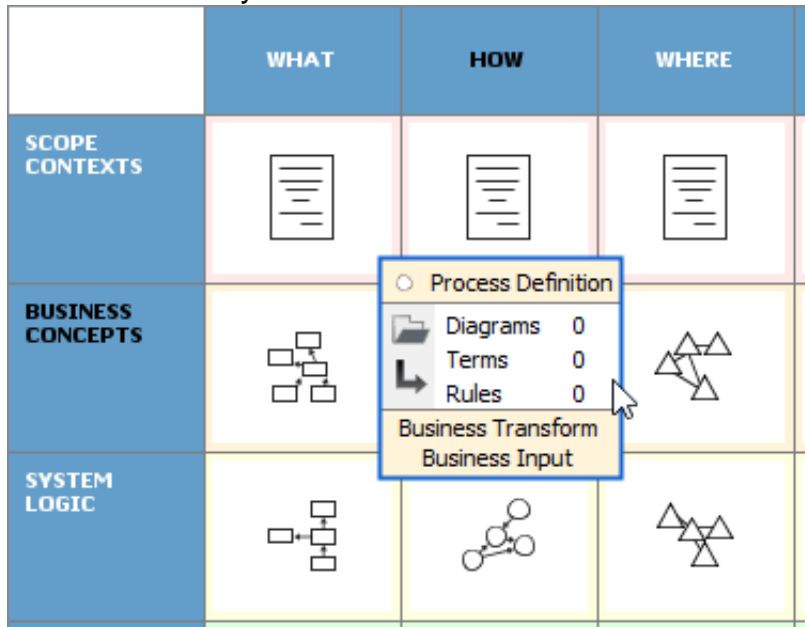 WHAT
HOW
WHERE
SCOPE
CONTEXTS
Process Definition
BUSINESS
CONCEPTS
Diagrams 0
Terms 0
Rules 0
Business Transform
Business Input
SYSTEM
LOGIC